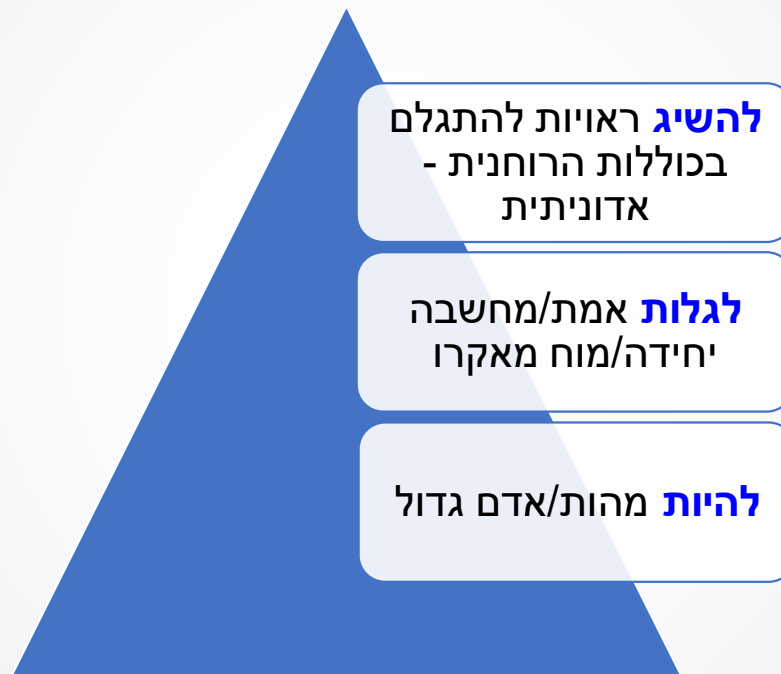 להשיג ראויות להתגלם
בכוללות הרוחנית -
אדוניתית
לגלות אמת/מחשבה
יחידה/מוח מאקרו
להיות מהות/אדם גדול